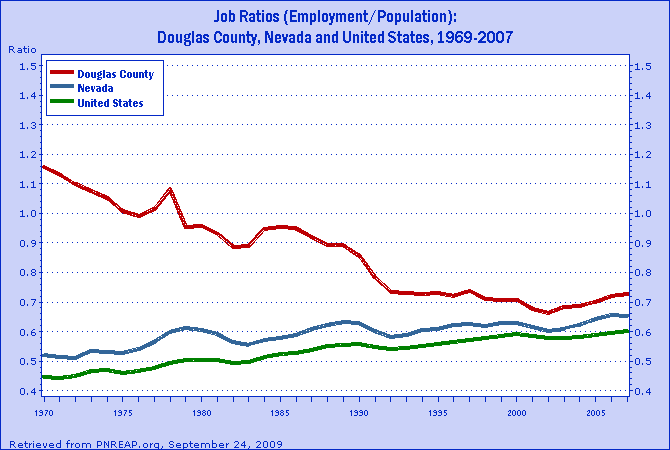 Job Ratios (Employment/Population):
Douglas County, Nevada and United States, 1969-2007
Ratio
Douglas County
Nevada
United States
1.5 1.5
1.4 1.4
1.3 1.3
1.2 1.2
1.1 1.1
1.0 1.0
0.9 0.9
0.8 0.8
0.7 0.7
0.6 0.6
0.5 0.5
0.4 0.4
1970 1975 1980 1985 1990 1995 2000 2005
Retrieved from PNREAP.org, September 24, 2009